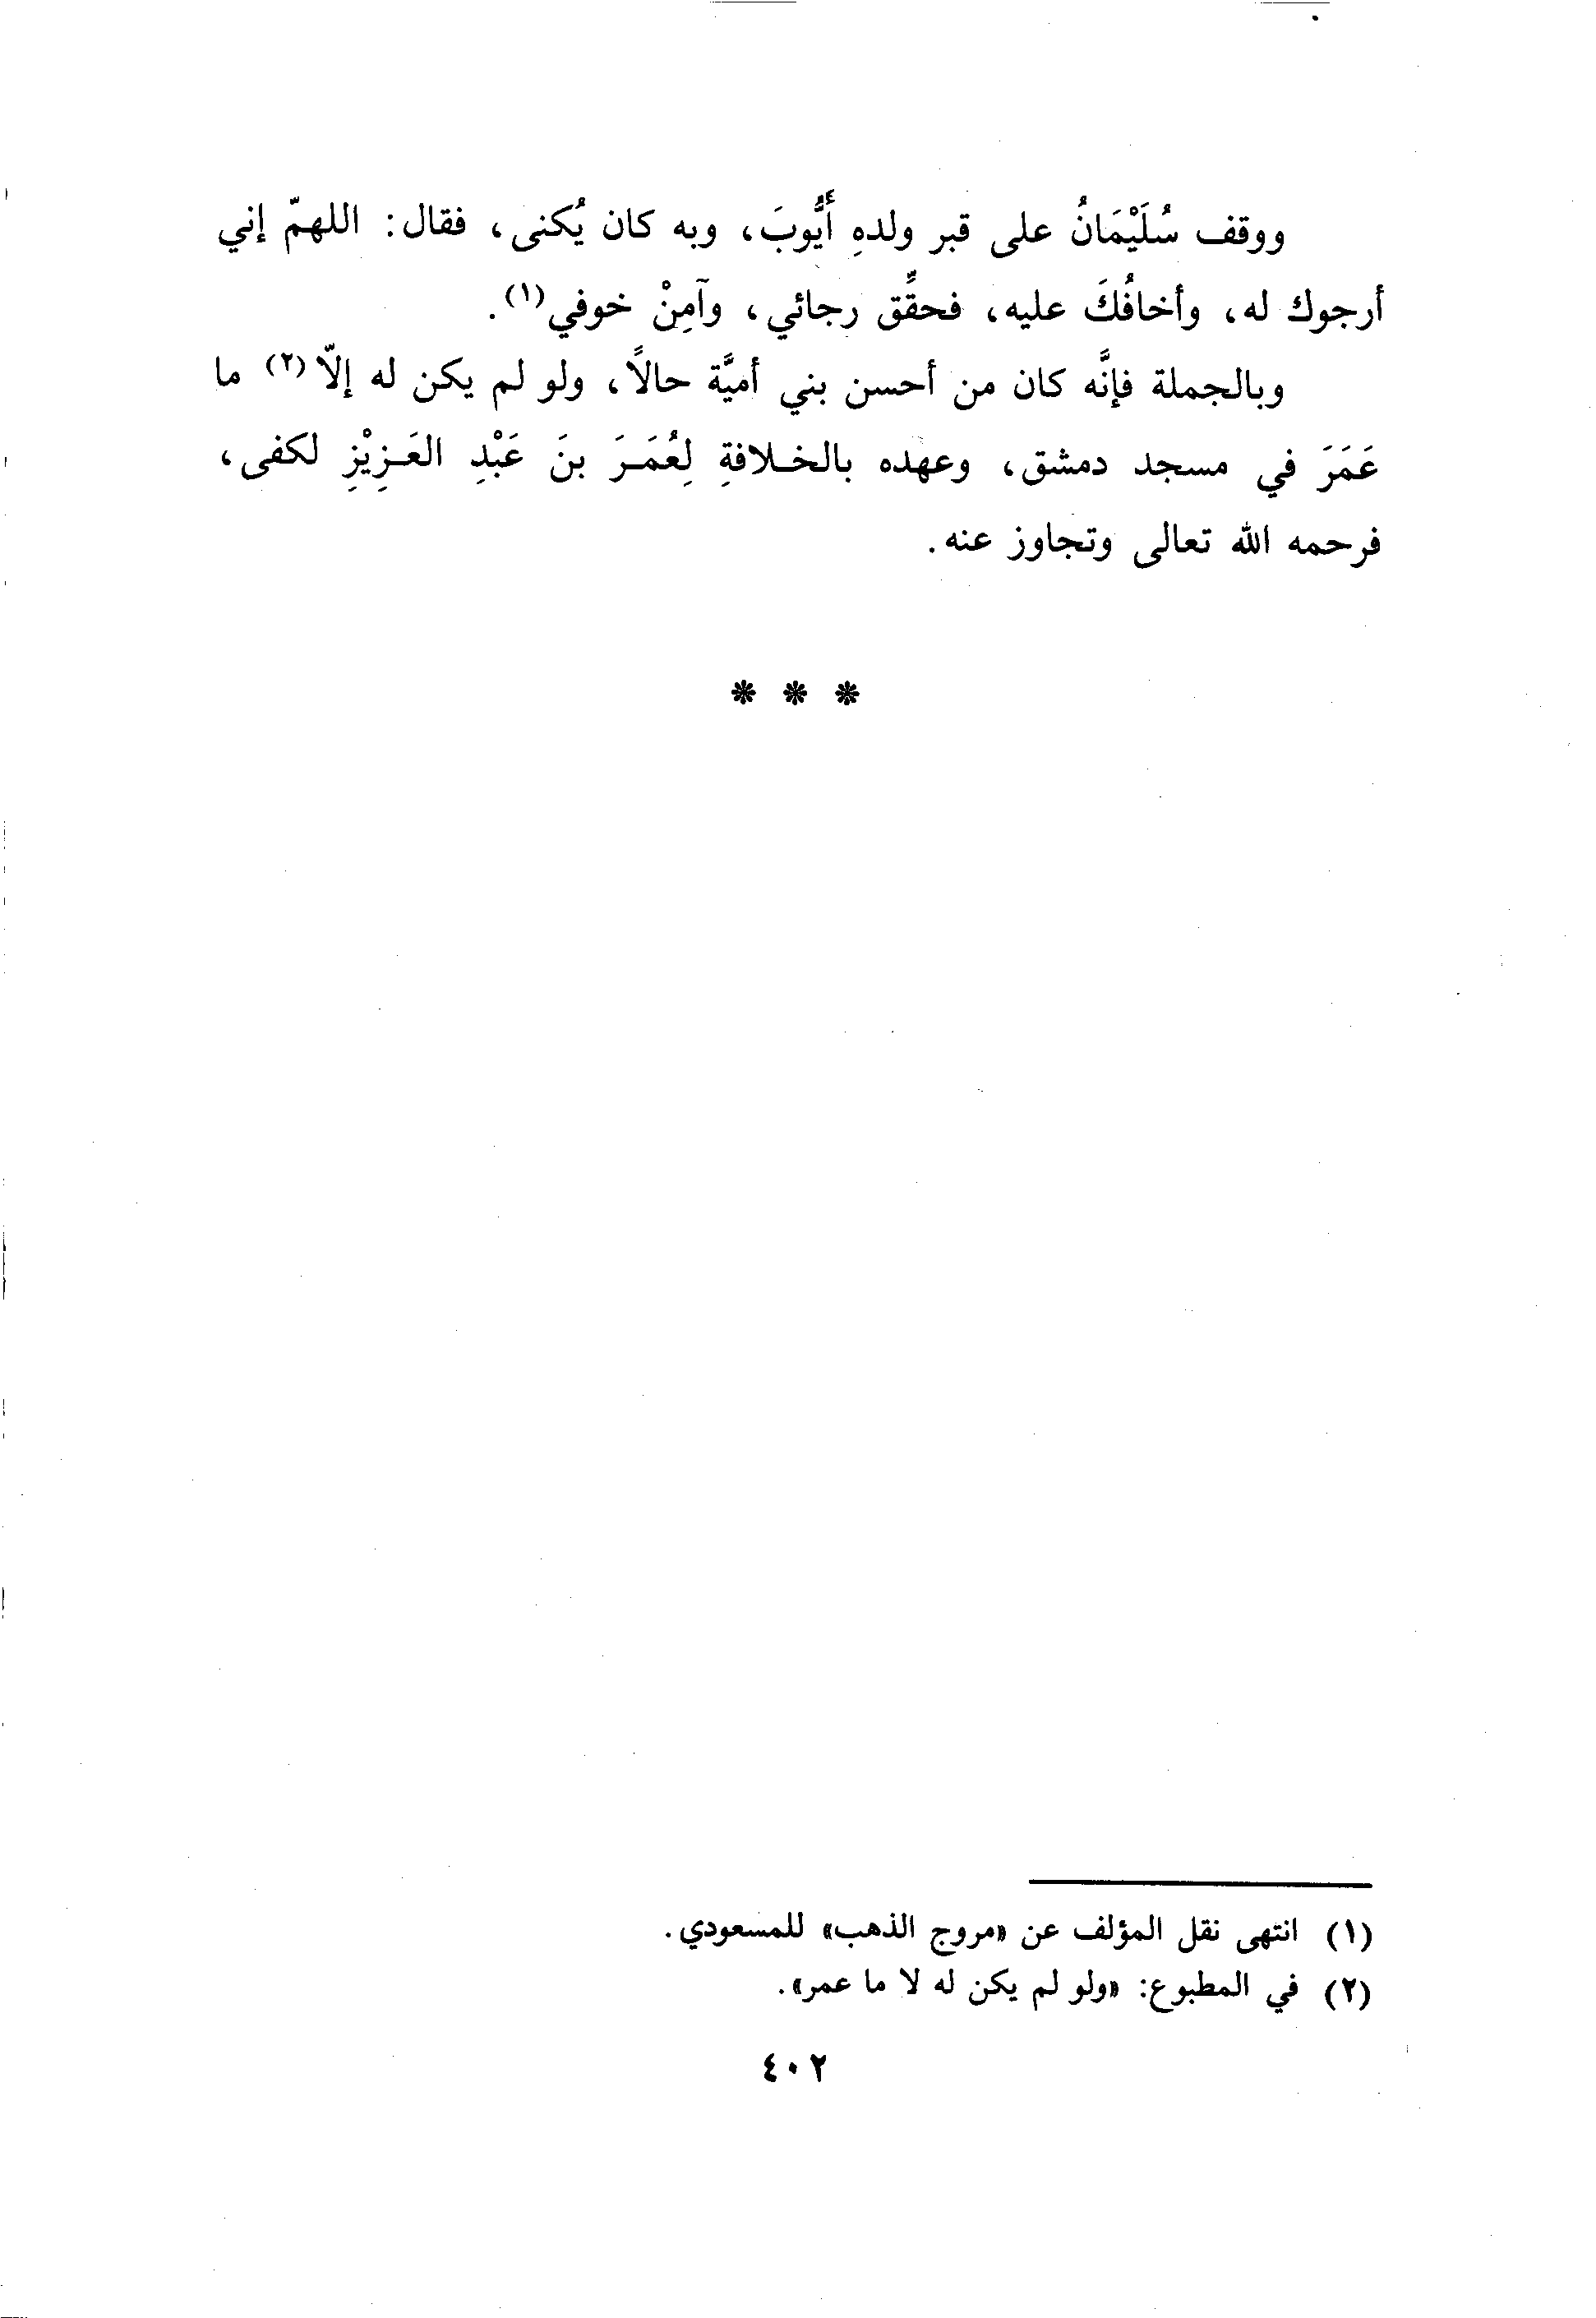 ووقف سُلَيْمَانُ على قبر ولدهِ أَيُّوبَ، وبه كان يُكنى، فقال: اللهمّ إني
أرجوك له، وأخافُكَ عليه، فحقِّق رجائي، وآمِنْ خوفي(١).
وبالجملة فإنَّه كان من أحسن بني أميَّة حالاً، ولو لم يكن له إلّا(٢) ما
عَمَرَ في مسجد دمشق، وعهده بالخلافةِ لِعُمَرَ بنَ عَبْدِ العَزِيْزِ لكفى،
فرحمه الله تعالى وتجاوز عنه.
* * *
(١) انتهى نقل المؤلف عن «مروج الذهب» للمسعودي.
(٢) في المطبوع: «ولو لم يكن له لا ما عمر».
٤٠٢